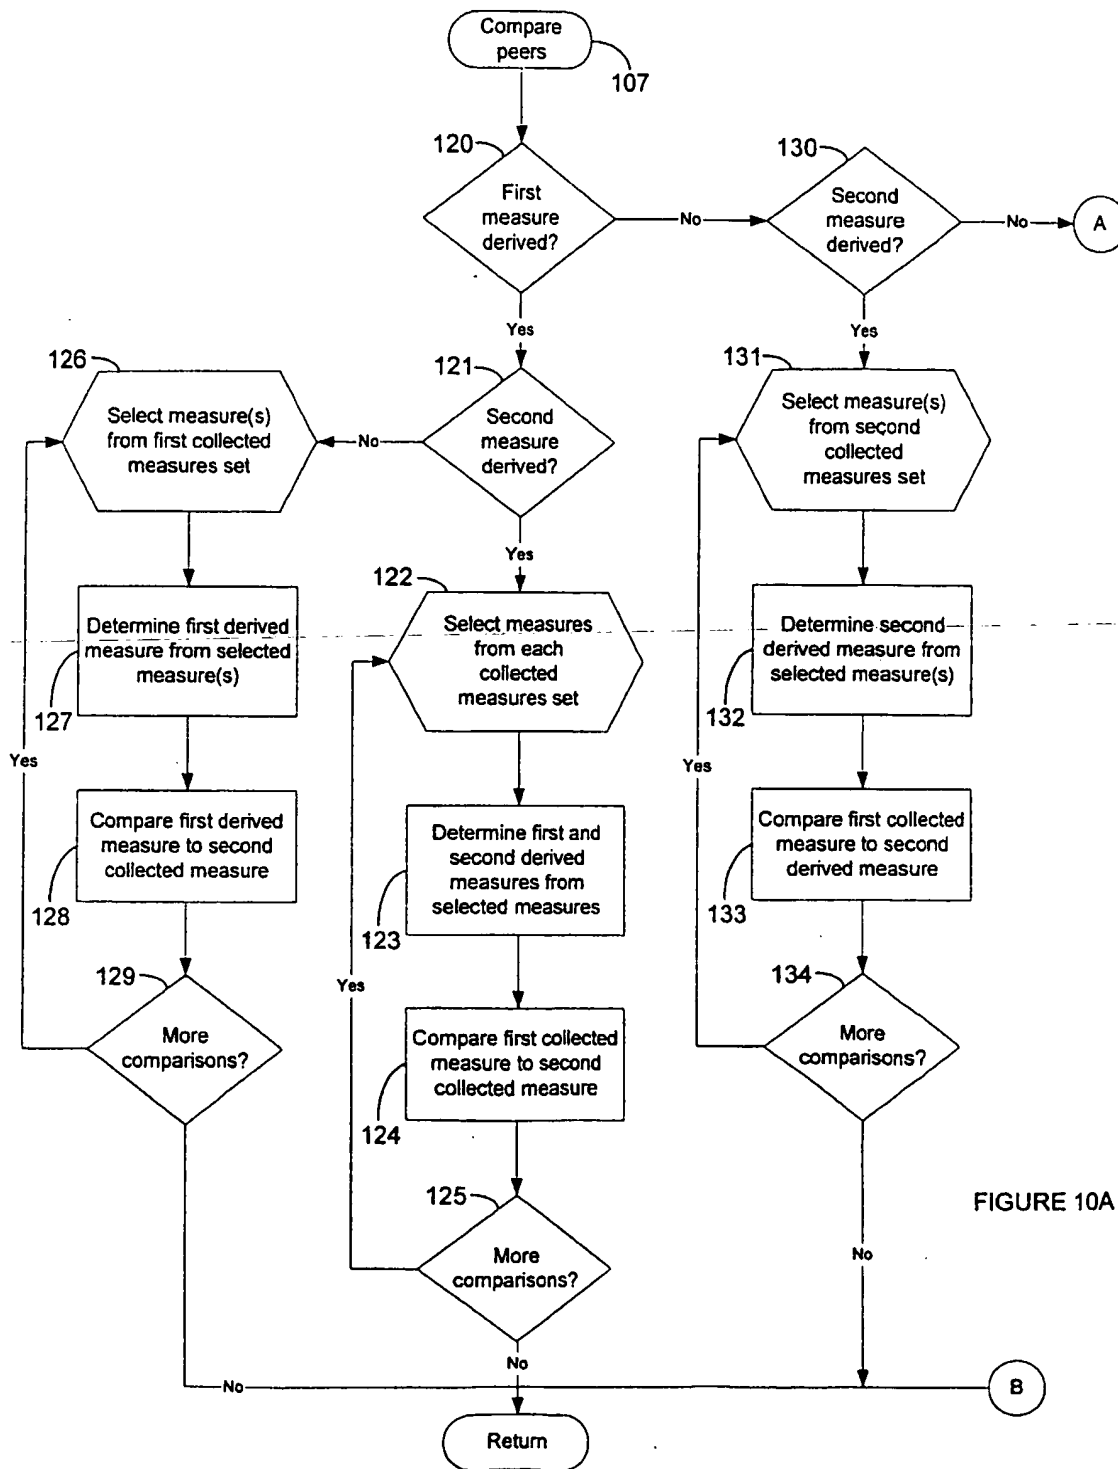 Compare
peers
107
120
First
measure
derived?
No
130
Second
measure
derived?
No
A
Yes
Yes
126
Select measure(s)
from first collected
measures set
No
121
Second
measure
derived?
131
Select measure(s)
from second
collected
measures set
Yes
122
Select measures
from each
collected
measures set
Determine first derived
measure from selected
measure(s)
127
Determine second
derived measure from
selected measure(s)
132
Yes
Yes
Compare first derived
measure to second
collected measure
128
Determine first and
second derived
measures from
selected measures
123
Compare first collected
measure to second
derived measure
133
Yes
129
More
comparisons?
Compare first collected
measure to second
collected measure
124
134
More
comparisons?
125
More
comparisons?
FIGURE 10A
No
No
No
B
Return